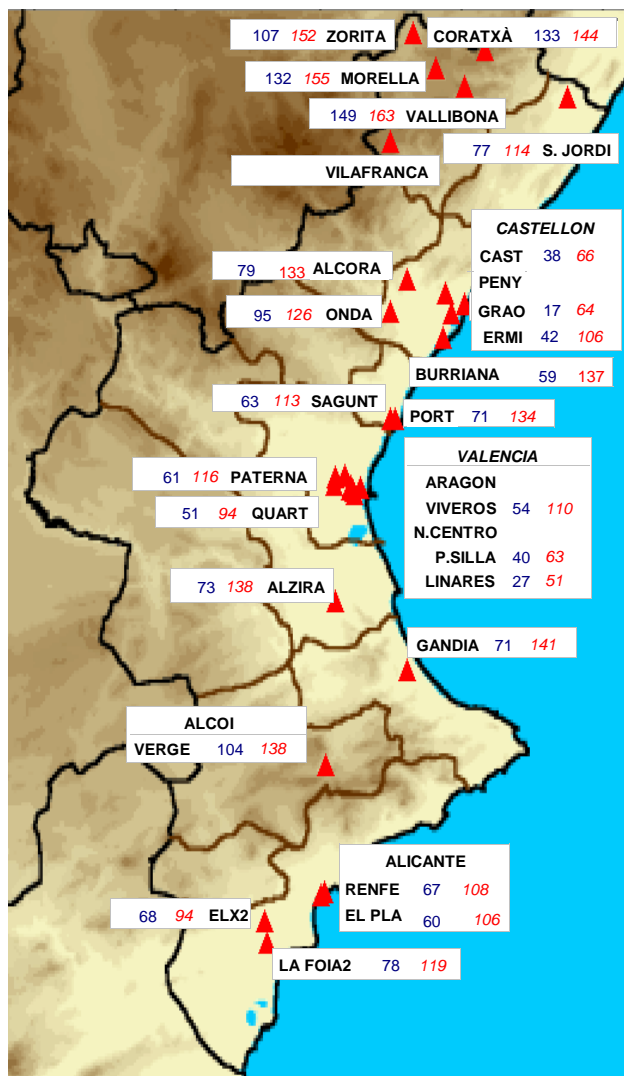 107 152 ZORITA
CORATXÀ 133 144
132 155 MORELLA
149 163 VALLIBONA
77 114 S. JORDI
VILAFRANCA
CASTELLON
CAST 38 66
PENY
GRAO 17 64
ERMI 42 106
79 133 ALCORA
95 126 ONDA
BURRIANA 59 137
63 113 SAGUNT
PORT 71 134
VALENCIA
ARAGON
VIVEROS 54 110
N.CENTRO
P.SILLA 40 63
LINARES 27 51
61 116 PATERNA
51 94 QUART
73 138 ALZIRA
GANDIA 71 141
ALCOI
VERGE 104 138
ALICANTE
RENFE 67 108
EL PLA 60 106
68 94 ELX2
LA FOIA2 78 119